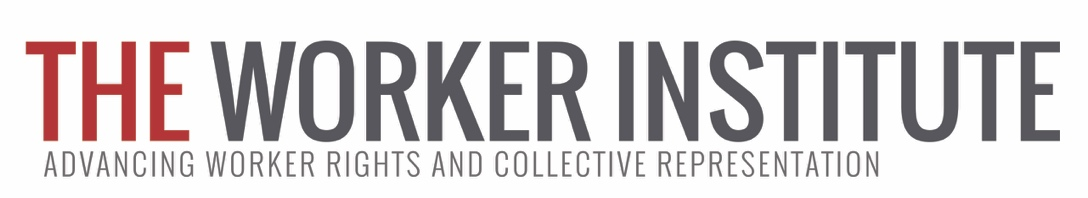 THE WORKER INSTITUTE
ADVANCING WORKER RIGHTS AND COLLECTIVE REPRESENTATION